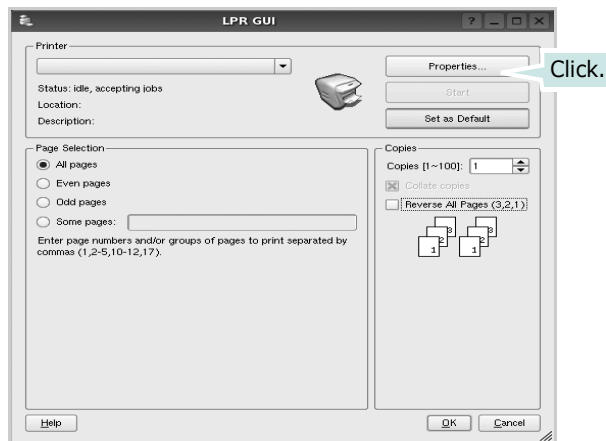 LPR GUI
Printer
Properties...
Click.
Status: idle, accepting jobs
Start
Location:
Description:
Set as Default
Page Selection
All pages
Even pages
Odd pages
Some pages:
Enter page numbers and/or groups of pages to print separated by
commas (1,2-5,10-12,17).
Copies
Copies [1~100]: 1
Collate copies
Reverse All Pages (3,2,1)
3 3
2 2
1 1
Help
OK
Cancel